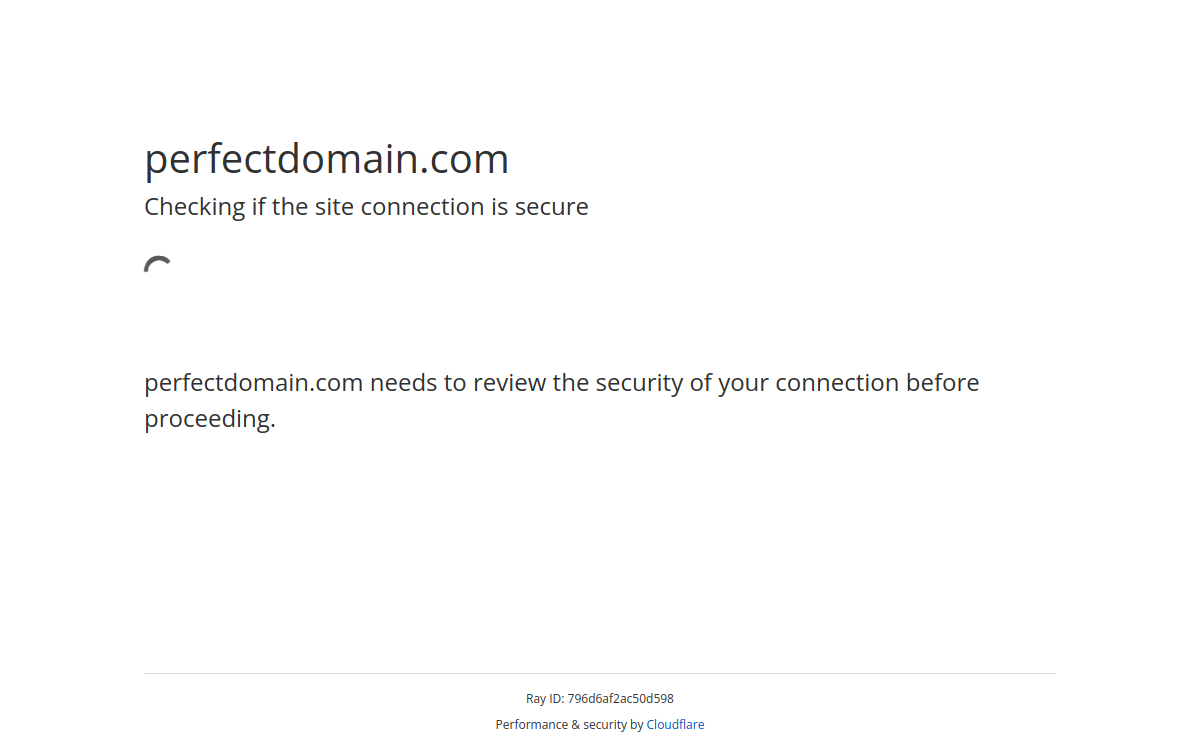 perfectdomain.com
Checking if the site connection is secure
perfectdomain.com needs to review the security of your connection before
proceeding.
Ray ID: 796d6af2ac50d598
Performance & security by Cloudflare